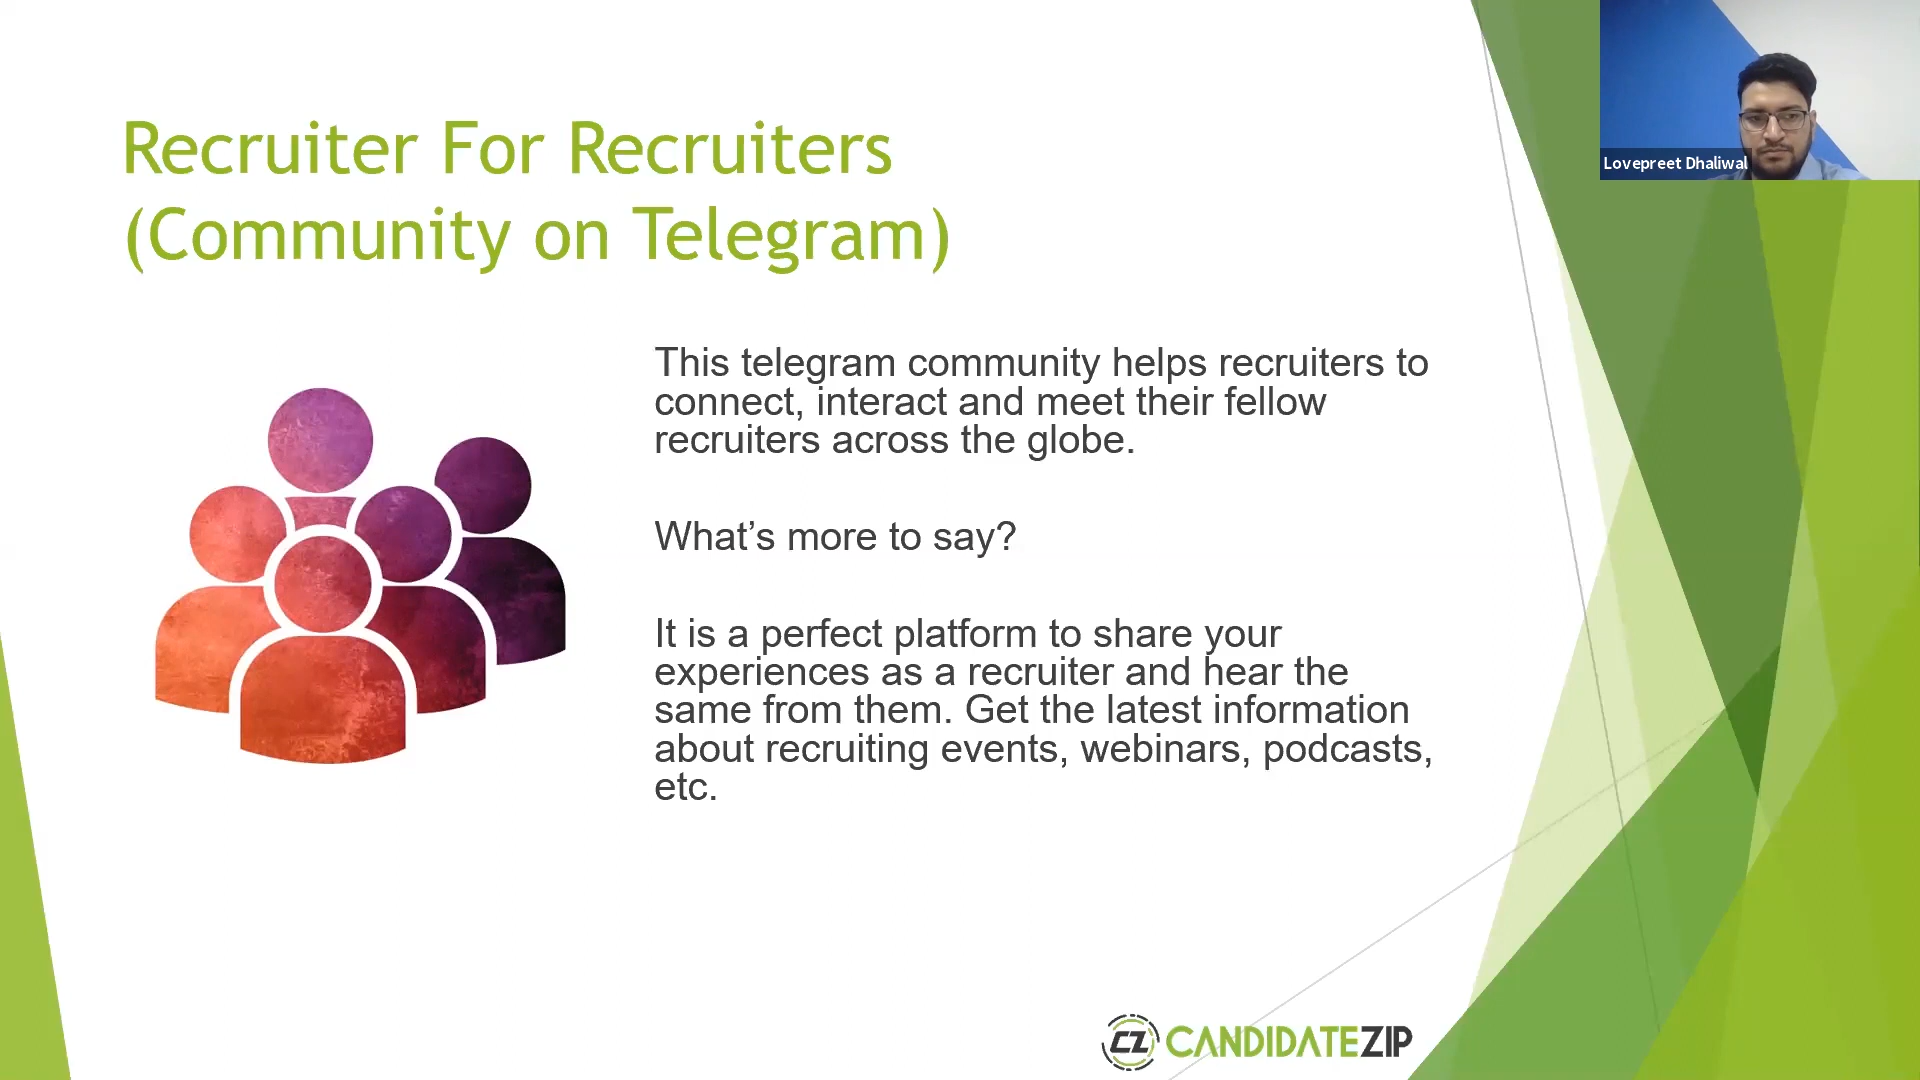 Recruiter For Recruiters
(Community on Telegram)
Lovepreet Dhaliwal
This telegram community helps recruiters to
connect, interact and meet their fellow
recruiters across the globe.
What’s more to say?
It is a perfect platform to share your
experiences as a recruiter and hear the
same from them. Get the latest information
about recruiting events, webinars, podcasts,
etc.
CZ CANDIDATEZIP